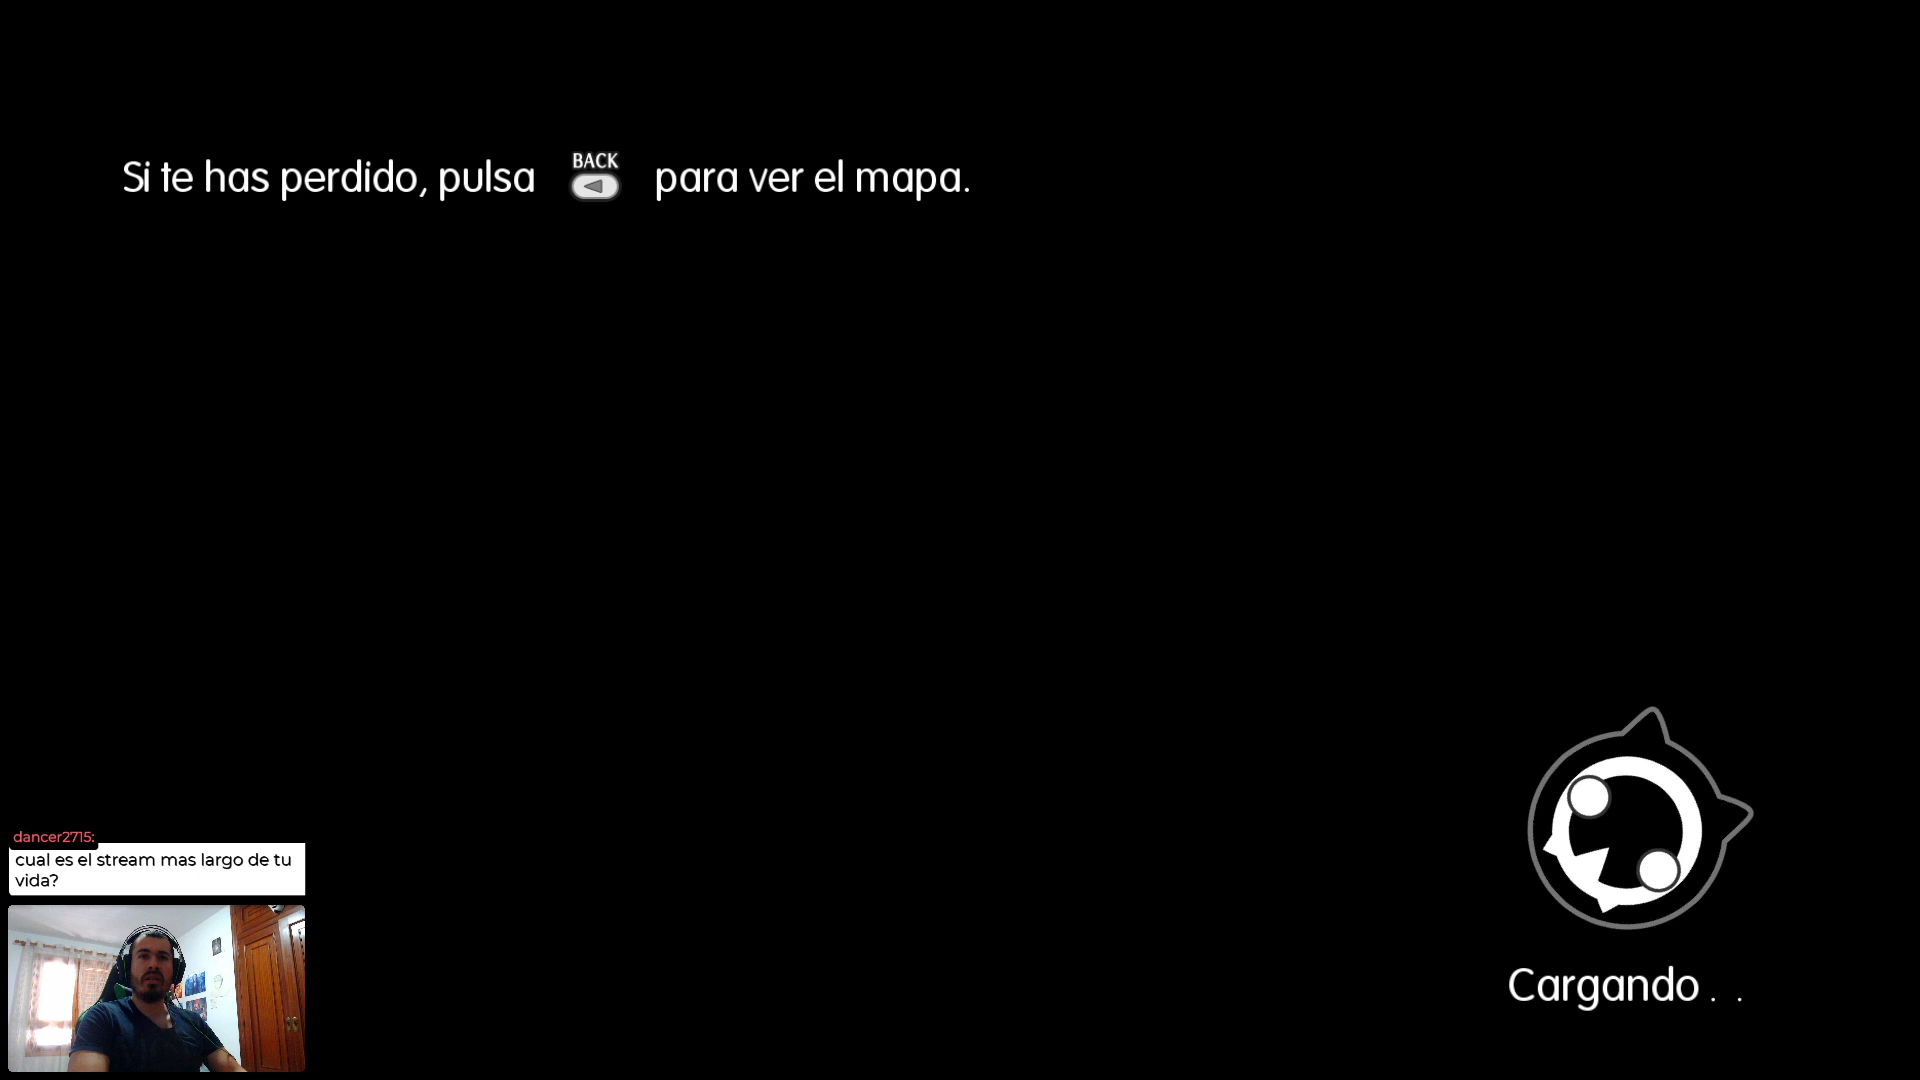 Si te has perdido, pulsa BACK para ver el mapa.
dancer2715:
cual es el stream mas largo de tu
vida?
Cargando . .